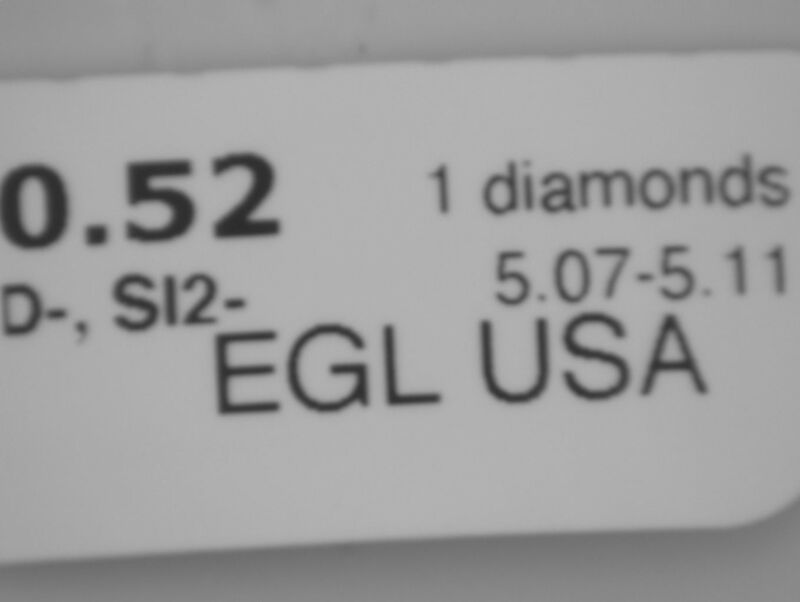 0.52 1 diamonds
D-, SI2- 5.07-5.11
EGL USA